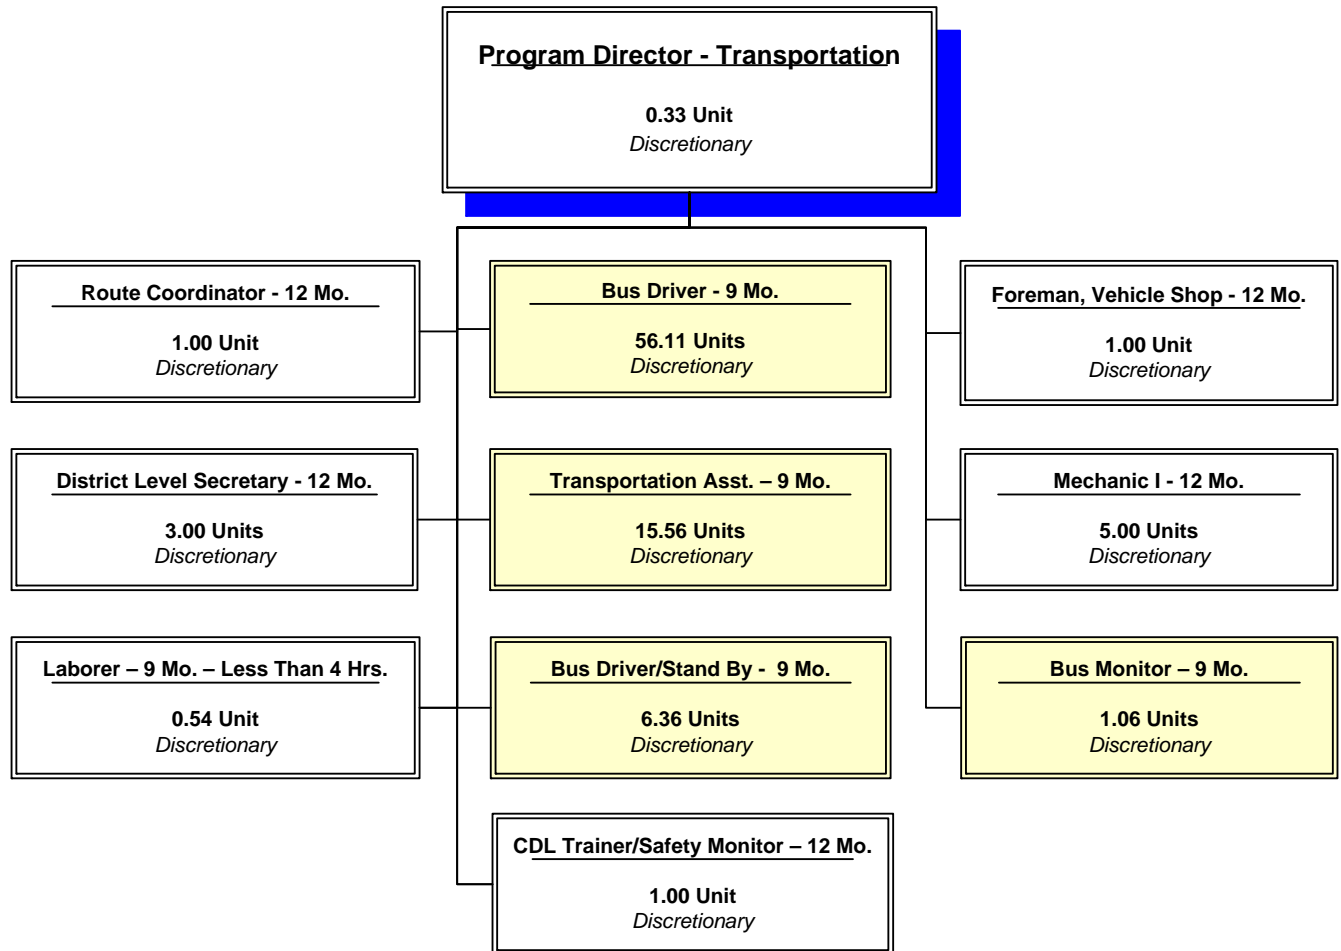 Program Director - Transportation
0.33 Unit
Discretionary
Route Coordinator - 12 Mo.
1.00 Unit
Discretionary
Bus Driver - 9 Mo.
56.11 Units
Discretionary
Foreman, Vehicle Shop - 12 Mo.
1.00 Unit
Discretionary
District Level Secretary - 12 Mo.
3.00 Units
Discretionary
Transportation Asst. – 9 Mo.
15.56 Units
Discretionary
Mechanic I - 12 Mo.
5.00 Units
Discretionary
Laborer – 9 Mo. – Less Than 4 Hrs.
0.54 Unit
Discretionary
Bus Driver/Stand By - 9 Mo.
6.36 Units
Discretionary
Bus Monitor – 9 Mo.
1.06 Units
Discretionary
CDL Trainer/Safety Monitor – 12 Mo.
1.00 Unit
Discretionary